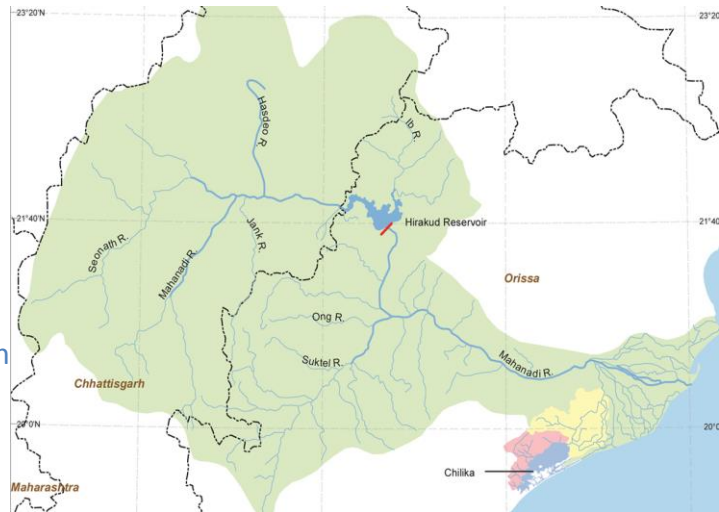 23°20'N
23°20
Hasdeo R.
Ib R.
21°40'
21°40'N
Hirakud Reservoir
Seonath R.
Mahanadi R.
Jank R.
Orissa
Ong R.
Suktel R.
Mahanadi R.
Chhattisgarh
20°0'N
20°0
Chilika
Maharashtra